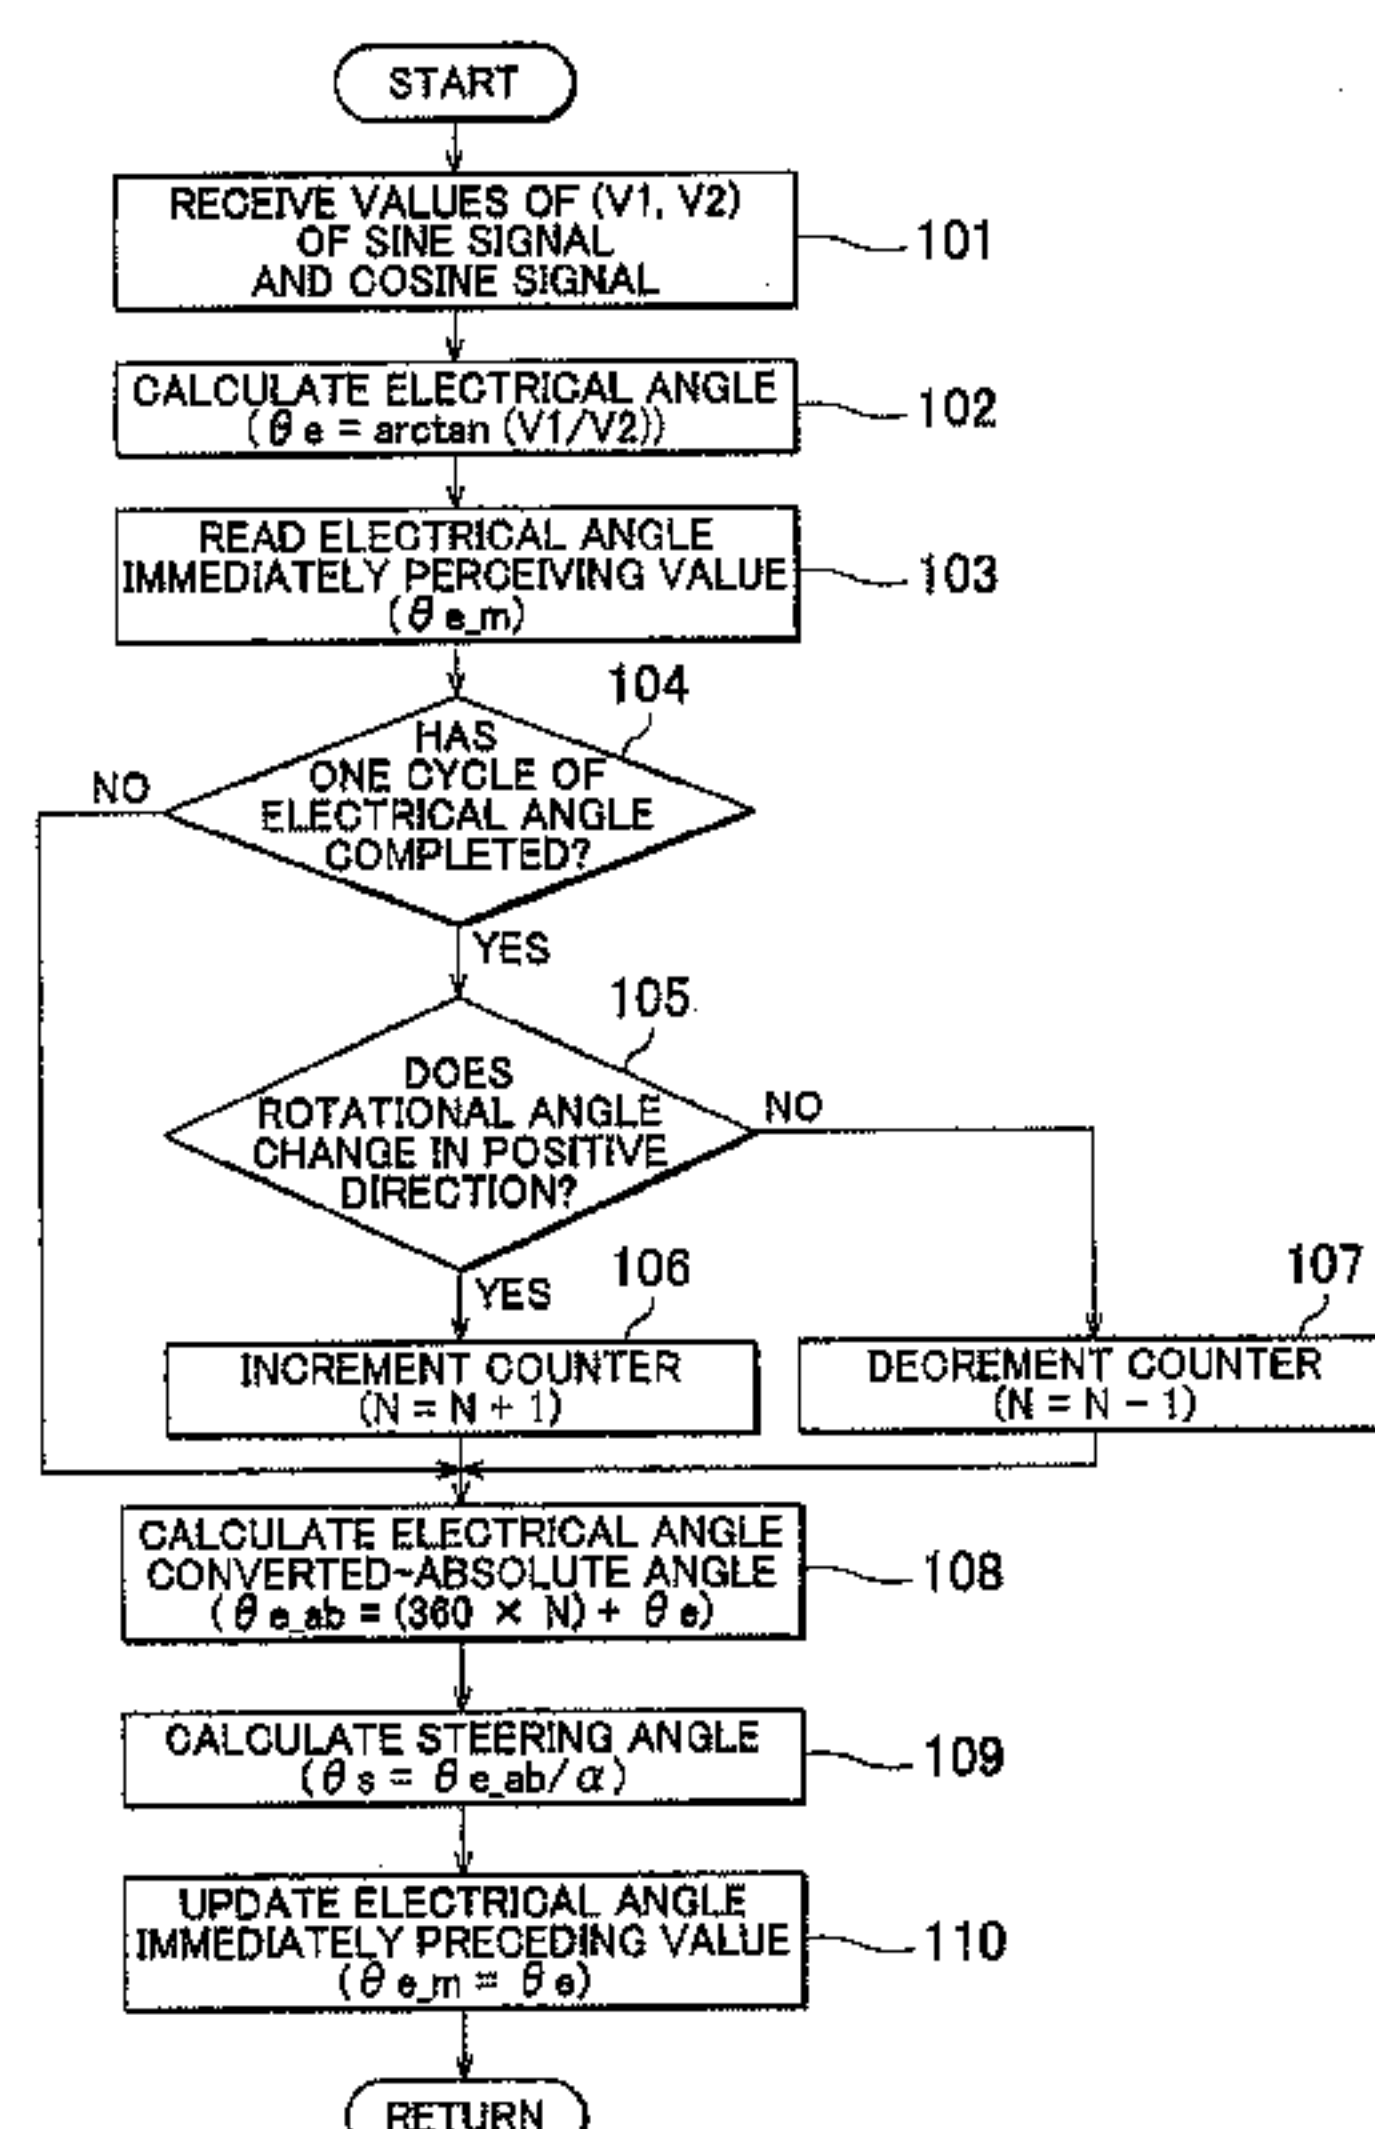 START
RECEIVE VALUES OF (V1, V2)
OF SINE SIGNAL
AND COSINE SIGNAL
101
CALCULATE ELECTRICAL ANGLE
(θ e = arctan (V1/V2))
102
READ ELECTRICAL ANGLE
IMMEDIATELY PERCEIVING VALUE
(θ e_m)
103
104
HAS
ONE CYCLE OF
ELECTRICAL ANGLE
COMPLETED?
NO
YES
105
DOES
ROTATIONAL ANGLE
CHANGE IN POSITIVE
DIRECTION?
NO
YES
106
INCREMENT COUNTER
(N = N + 1)
107
DECREMENT COUNTER
(N = N - 1)
CALCULATE ELECTRICAL ANGLE
CONVERTED-ABSOLUTE ANGLE
(θ e_ab = (360 × N) + θ e)
108
CALCULATE STEERING ANGLE
(θ s = θ e_ab/α)
109
UPDATE ELECTRICAL ANGLE
IMMEDIATELY PRECEDING VALUE
(θ e_m = θ e)
110
RETURN